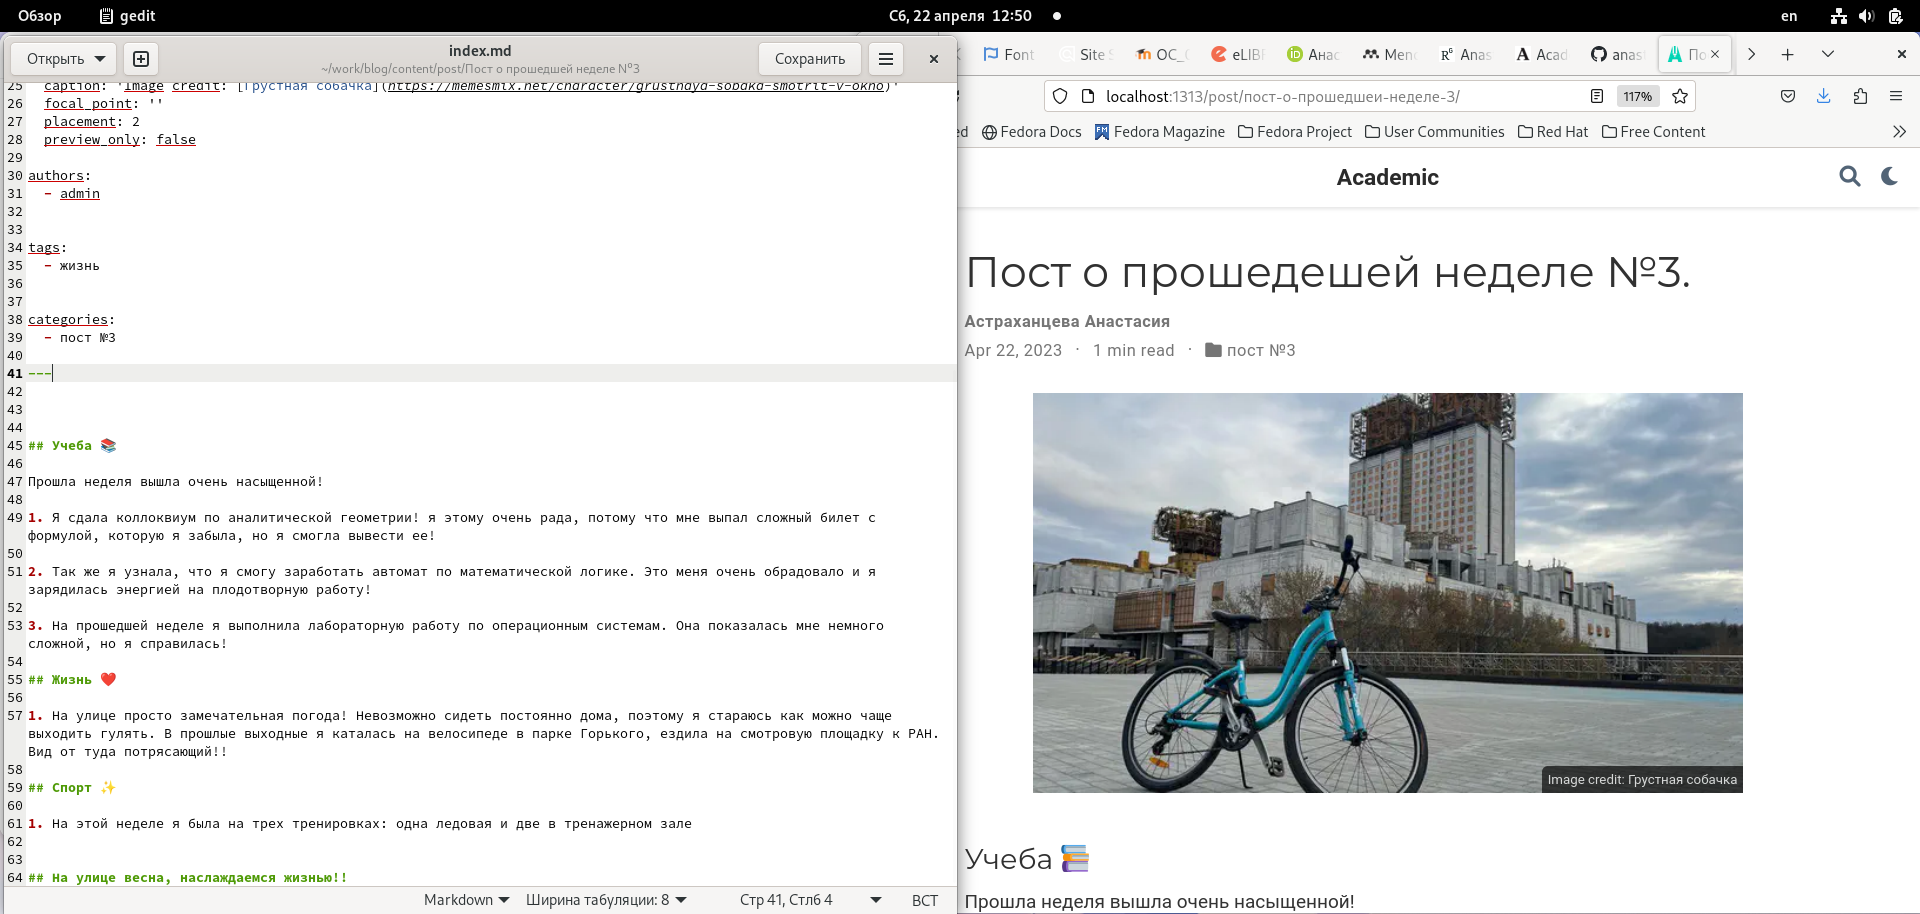 Обзор gedit Сб, 22 апреля 12:50 en
Открыть index.md Сохранить
~/work/blog/content/post/Пост о прошедшей неделе №3
25 caption: 'Image credit: [Грустная собачка](https://memesmix.net/character/grustnaya-sobaka-smotrit-v-okno)'
26 focal_point: ''
27 placement: 2
28 preview_only: false
29
30 authors:
31 - admin
32
33
34 tags:
35 - жизнь
36
37
38 categories:
39 - пост №3
40
41 ---
42
43
44
45 ## Учеба 📚
46
47 Прошла неделя вышла очень насыщенной!
48
49 1. Я сдала коллоквиум по аналитической геометрии! я этому очень рада, потому что мне выпал сложный билет с
формулой, которую я забыла, но я смогла вывести ее!
50
51 2. Так же я узнала, что я смогу заработать автомат по математической логике. Это меня очень обрадовало и я
зарядилась энергией на плодотворную работу!
52
53 3. На прошедшей неделе я выполнила лабораторную работу по операционным системам. Она показалась мне немного
сложной, но я справилась!
54
55 ## Жизнь ❤️
56
57 1. На улице просто замечательная погода! Невозможно сидеть постоянно дома, поэтому я стараюсь как можно чаще
выходить гулять. В прошлые выходные я каталась на велосипеде в парке Горького, ездила на смотровую площадку к РАН.
Вид от туда потрясающий!!
58
59 ## Спорт ✨
60
61 1. На этой неделе я была на трех тренировках: одна ледовая и две в тренажерном зале
62
63
64 ## На улице весна, наслаждаемся жизнью!!
Markdown Ширина табуляции: 8 Стр 41, Стлб 4 ВСТ
Font Site S ОС_С eLIBF Анас Men Anas Acad anas По
localhost:1313/post/пост-о-прошедшей-неделе-3/ 117%
ed Fedora Docs Fedora Magazine Fedora Project User Communities Red Hat Free Content
Academic
Пост о прошедешей неделе №3.
Астраханцева Анастасия
Apr 22, 2023 · 1 min read · пост №3
Image credit: Грустная собачка
Учеба 📚
Прошла неделя вышла очень насыщенной!